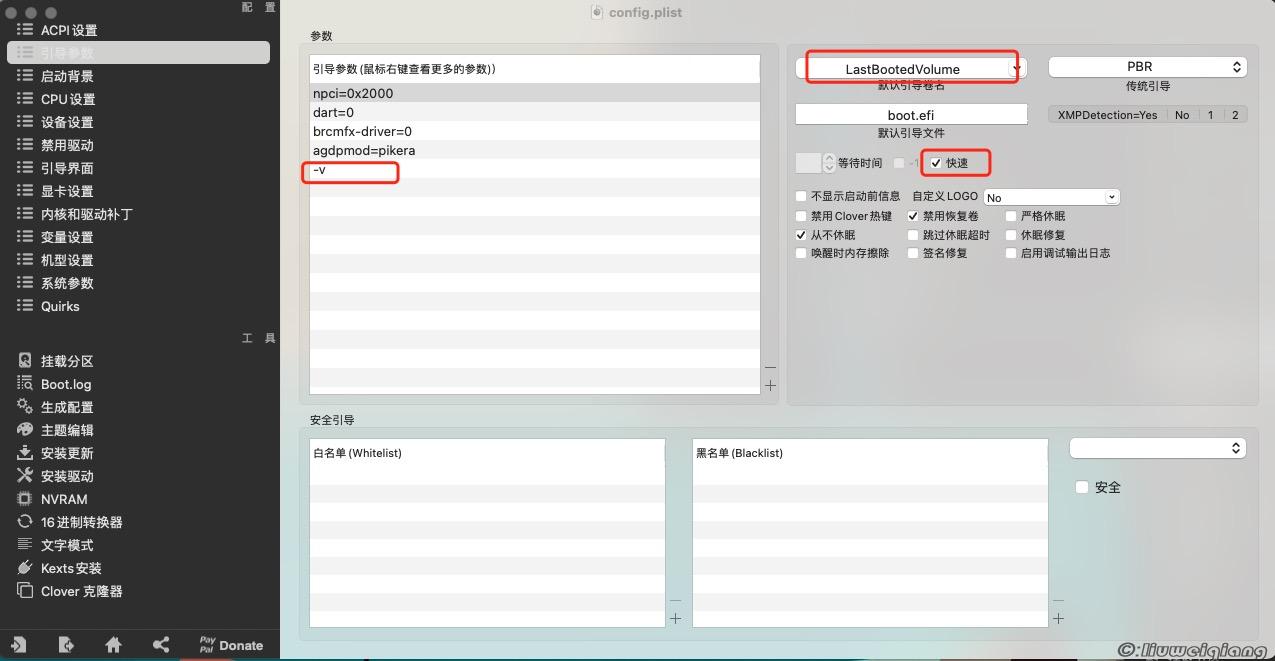 配 置
ACPI 设置
引导参数
启动背景
CPU 设置
设备设置
禁用驱动
引导界面
显卡设置
内核和驱动补丁
变量设置
机型设置
系统参数
Quirks
工 具
挂载分区
Boot.log
生成配置
主题编辑
安装更新
安装驱动
NVRAM
16 进制转换器
文字模式
Kexts 安装
Clover 克隆器
Pay Pal Donate
config.plist
参数
引导参数 (鼠标右键查看更多的参数))
npci=0x2000
dart=0
brcmfx-driver=0
agdpmod=pikera
-v
LastBootedVolume
默认引导卷名
PBR
传统引导
boot.efi
默认引导文件
XMPDetection=Yes No 1 2
等待时间 -1 快速
不显示启动前信息 自定义 LOGO No
禁用 Clover 热键 禁用恢复卷 严格休眠
从不休眠 跳过休眠超时 休眠修复
唤醒时内存擦除 签名修复 启用调试输出日志
安全引导
白名单 (Whitelist)
黑名单 (Blacklist)
安全
©:liuweiqiang